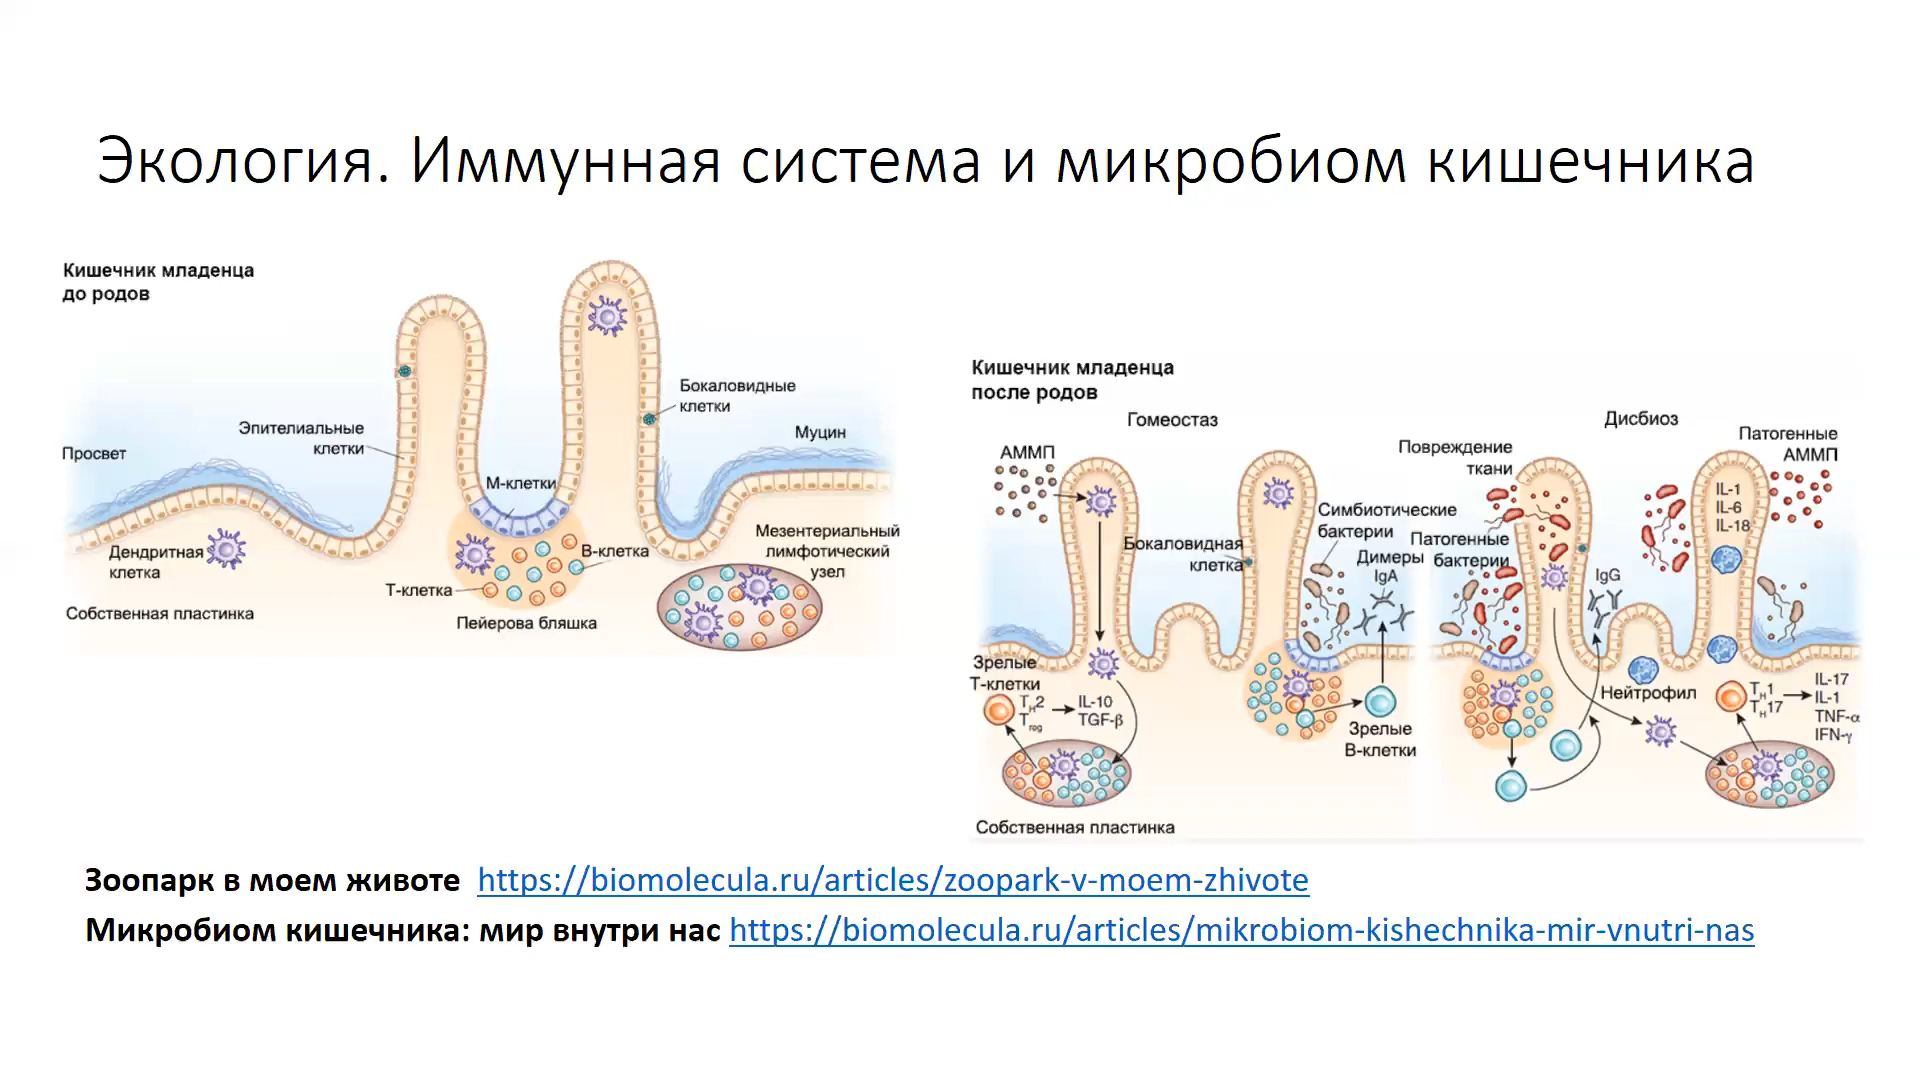 Экология. Иммунная система и микробиом кишечника
Кишечник младенца
до родов
Просвет
Эпителиальные
клетки
М-клетки
Бокаловидные
клетки
Муцин
Дендритная
клетка
Т-клетка
В-клетка
Мезентериальный
лимфотический
узел
Собственная пластинка
Пейерова бляшка
Кишечник младенца
после родов
Гомеостаз
АММП
Бокаловидная
клетка
Симбиотические
бактерии
Димеры
IgA
Зрелые
Т-клетки
TH2
Treg
IL-10
TGF-β
Зрелые
В-клетки
Собственная пластинка
Дисбиоз
Повреждение
ткани
Патогенные
АММП
Патогенные
бактерии
IL-1
IL-6
IL-18
IgG
Нейтрофил
TH1
TH17
IL-17
IL-1
TNF-α
IFN-γ
Зоопарк в моем животе https://biomolecula.ru/articles/zoopark-v-moem-zhivote
Микробиом кишечника: мир внутри нас https://biomolecula.ru/articles/mikrobiom-kishechnika-mir-vnutri-nas